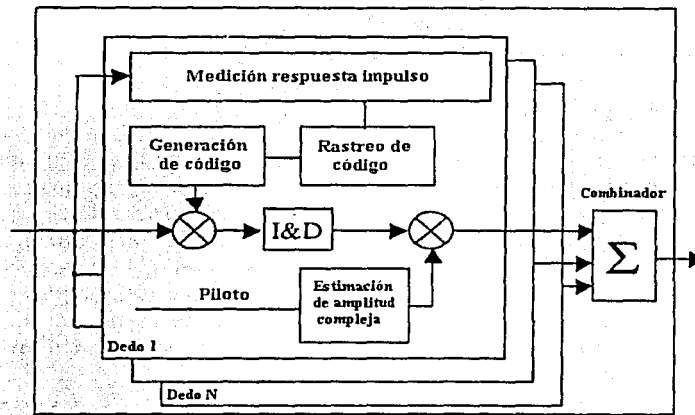 Medición respuesta impulso
Generación
de código
Rastreo de
código
Combinador
I&D
Σ
Piloto
Estimación
de amplitud
compleja
Dedo 1
Dedo N